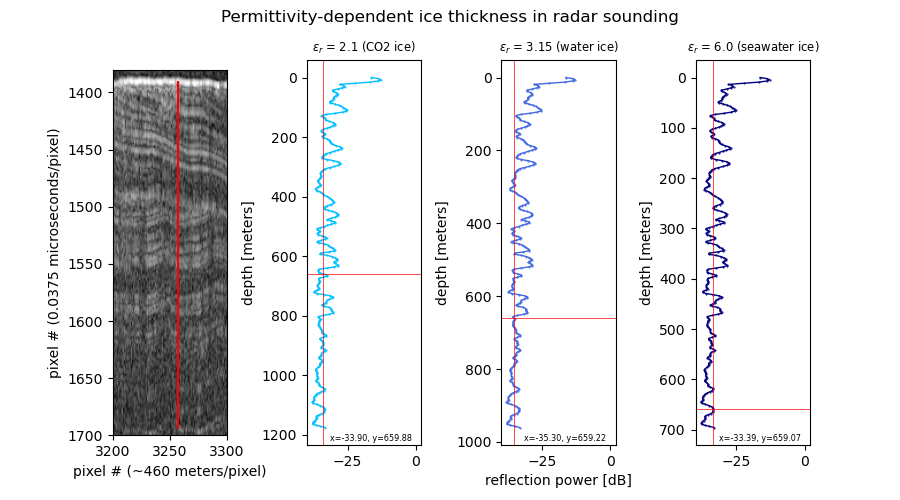 Permittivity-dependent ice thickness in radar sounding
εr = 2.1 (CO2 ice)
εr = 3.15 (water ice)
εr = 6.0 (seawater ice)
pixel # (0.0375 microseconds/pixel)
1400
1450
1500
1550
1600
1650
1700
3200
3250
3300
pixel # (~460 meters/pixel)
depth [meters]
0
200
400
600
800
1000
1200
−25
0
x=-33.90, y=659.88
depth [meters]
0
200
400
600
800
1000
−25
0
x=-35.30, y=659.22
reflection power [dB]
depth [meters]
0
100
200
300
400
500
600
700
−25
0
x=-33.39, y=659.07